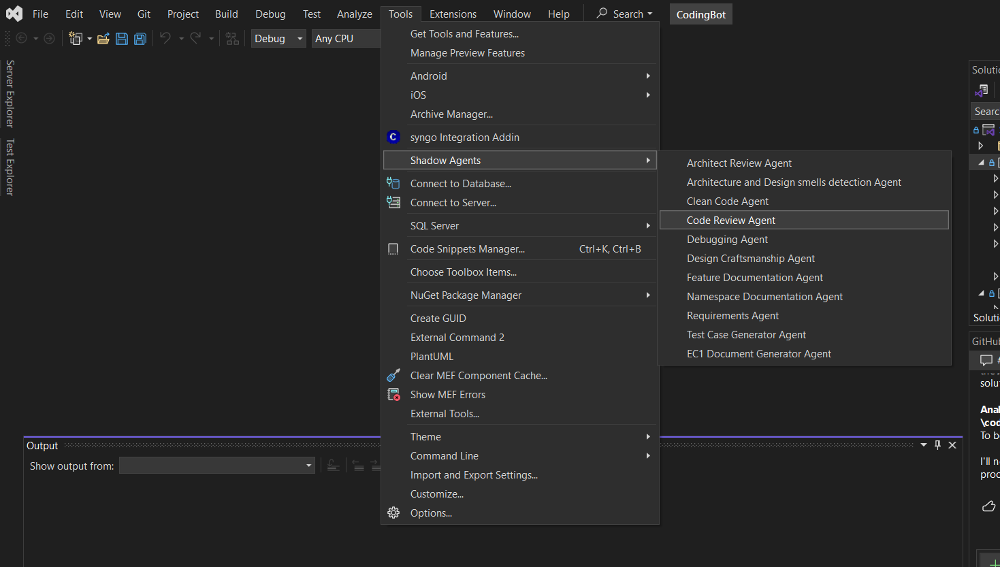 File Edit View Git Project Build Debug Test Analyze Tools Extensions Window Help Search CodingBot
Debug Any CPU
Server Explorer
Test Explorer
Get Tools and Features...
Manage Preview Features
Android
iOS
Archive Manager...
C syngo Integration Addin
Shadow Agents
Connect to Database...
Connect to Server...
SQL Server
Code Snippets Manager... Ctrl+K, Ctrl+B
Choose Toolbox Items...
NuGet Package Manager
Create GUID
External Command 2
PlantUML
Clear MEF Component Cache...
Show MEF Errors
External Tools...
Theme
Command Line
Import and Export Settings...
Customize...
Options...
Architect Review Agent
Architecture and Design smells detection Agent
Clean Code Agent
Code Review Agent
Debugging Agent
Design Craftsmanship Agent
Feature Documentation Agent
Namespace Documentation Agent
Requirements Agent
Test Case Generator Agent
EC1 Document Generator Agent
Output
Show output from:
Soluti
Searc
Soluti
GitHub
solut
Anal
\cod
To b
I'll n
proc